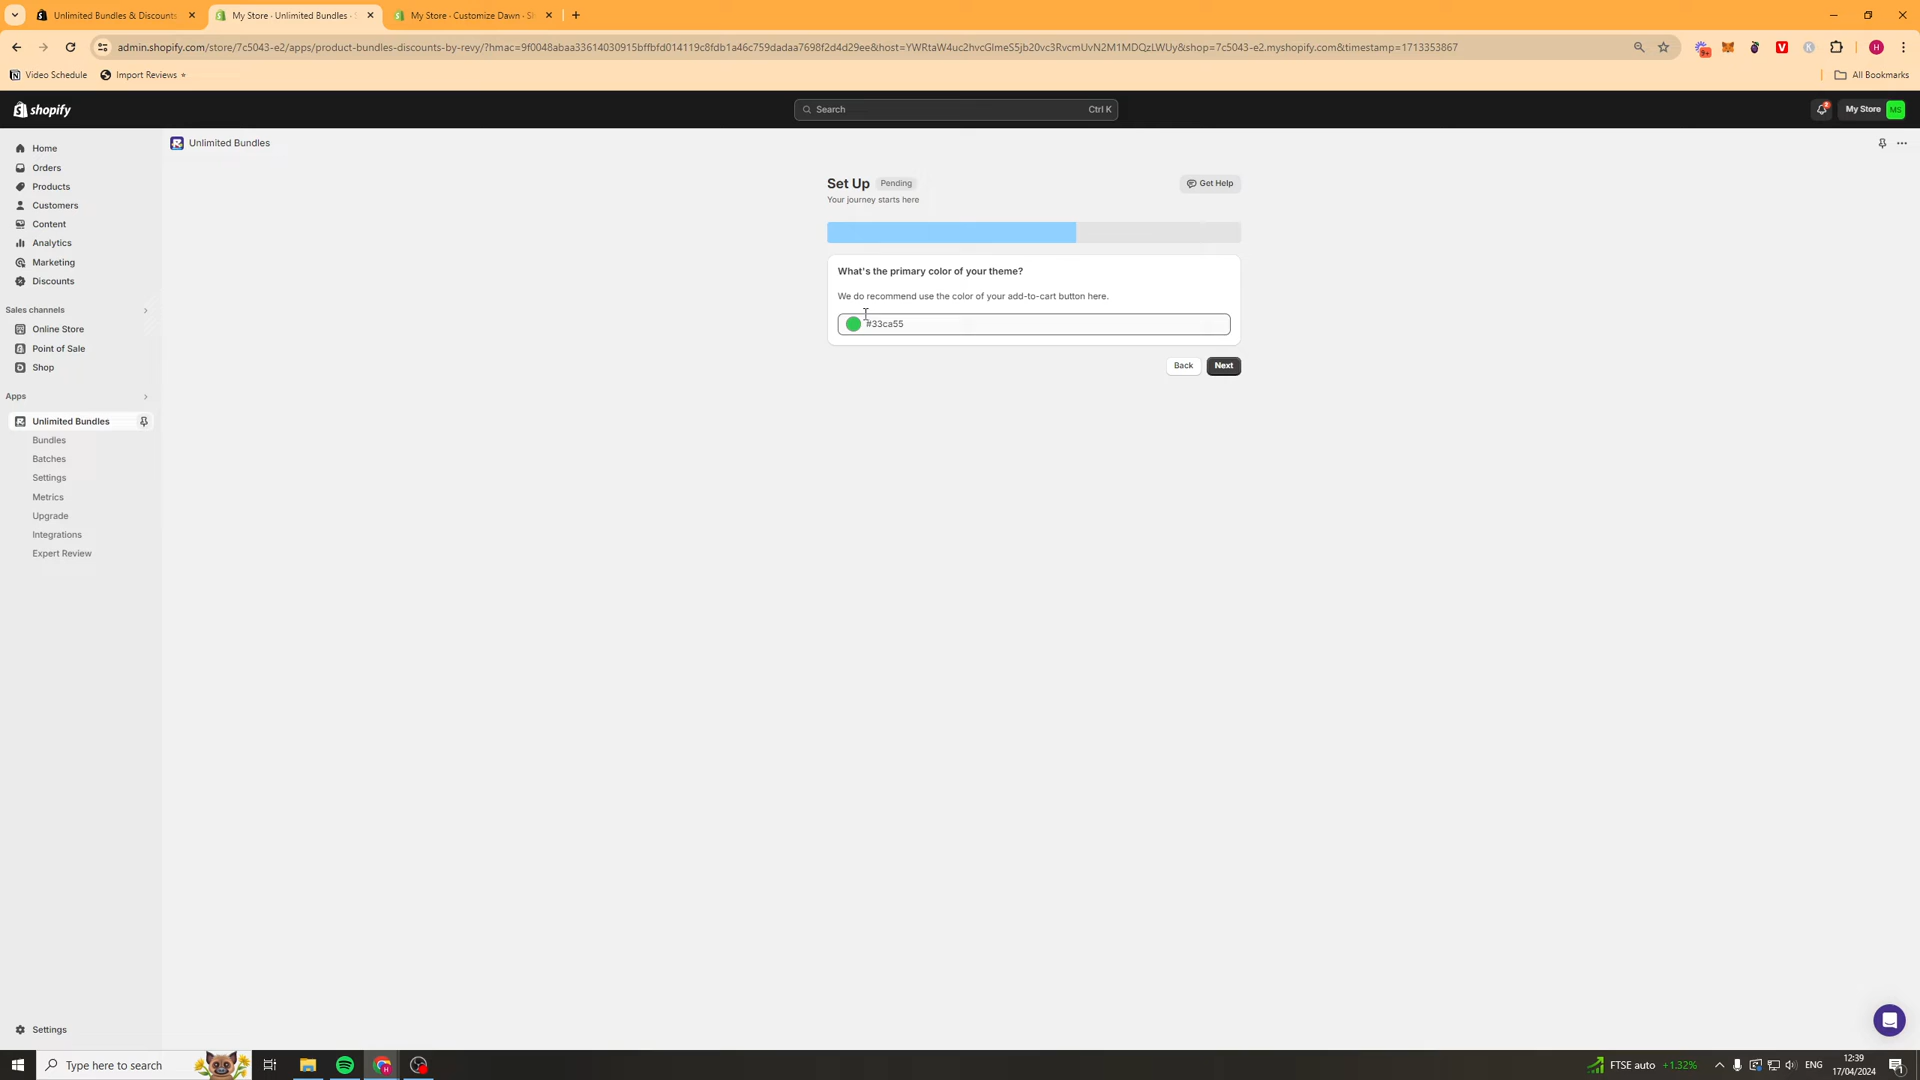 Unlimited Bundles & Discounts
My Store · Unlimited Bundles ·
My Store · Customize Dawn · S
admin.shopify.com/store/7c5043-e2/apps/product-bundles-discounts-by-revy/?hmac=9f0048abaa33614030915bffbfd014119c8fdb1a46c759dadaa7698f2d4d29ee&host=YWRtaW4uc2hvcGlmeS5jb20vc3RvcmUvN2M1MDQzLWUy&shop=7c5043-e2.myshopify.com&timestamp=1713353867
Video Schedule
Import Reviews
All Bookmarks
shopify
Search
Ctrl K
My Store
MS
Home
Orders
Products
Customers
Content
Analytics
Marketing
Discounts
Sales channels
Online Store
Point of Sale
Shop
Apps
Unlimited Bundles
Bundles
Batches
Settings
Metrics
Upgrade
Integrations
Expert Review
Settings
Unlimited Bundles
Set Up Pending
Your journey starts here
Get Help
What's the primary color of your theme?
We do recommend use the color of your add-to-cart button here.
#33ca55
Back
Next
Type here to search
FTSE auto +1.32%
ENG
12:39
17/04/2024